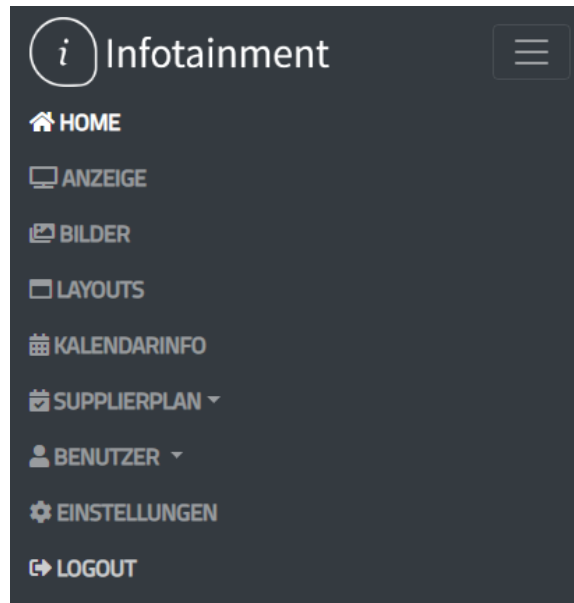 i Infotainment
HOME
ANZEIGE
BILDER
LAYOUTS
KALENDARINFO
SUPPLIERPLAN
BENUTZER
EINSTELLUNGEN
LOGOUT